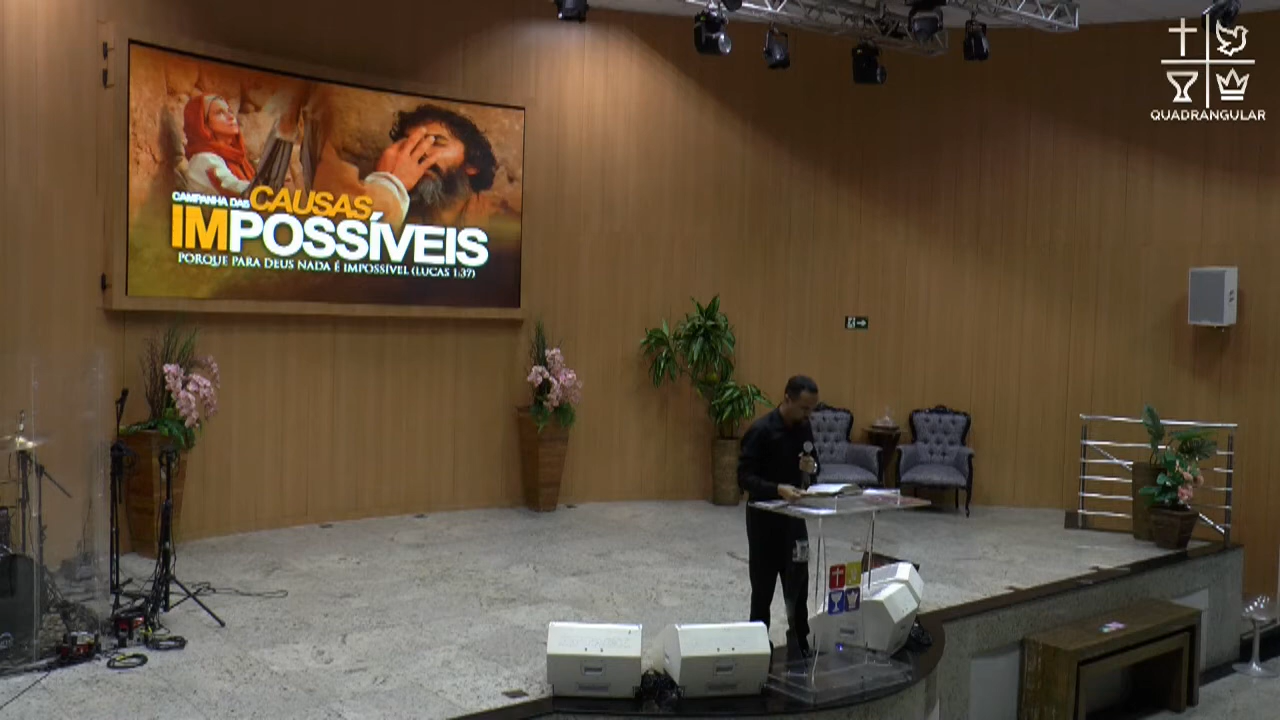 QUADRANGULAR
CAMPANHA DAS CAUSAS
IMPOSSÍVEIS
PORQUE PARA DEUS NADA É IMPOSSÍVEL (LUCAS 1:37)